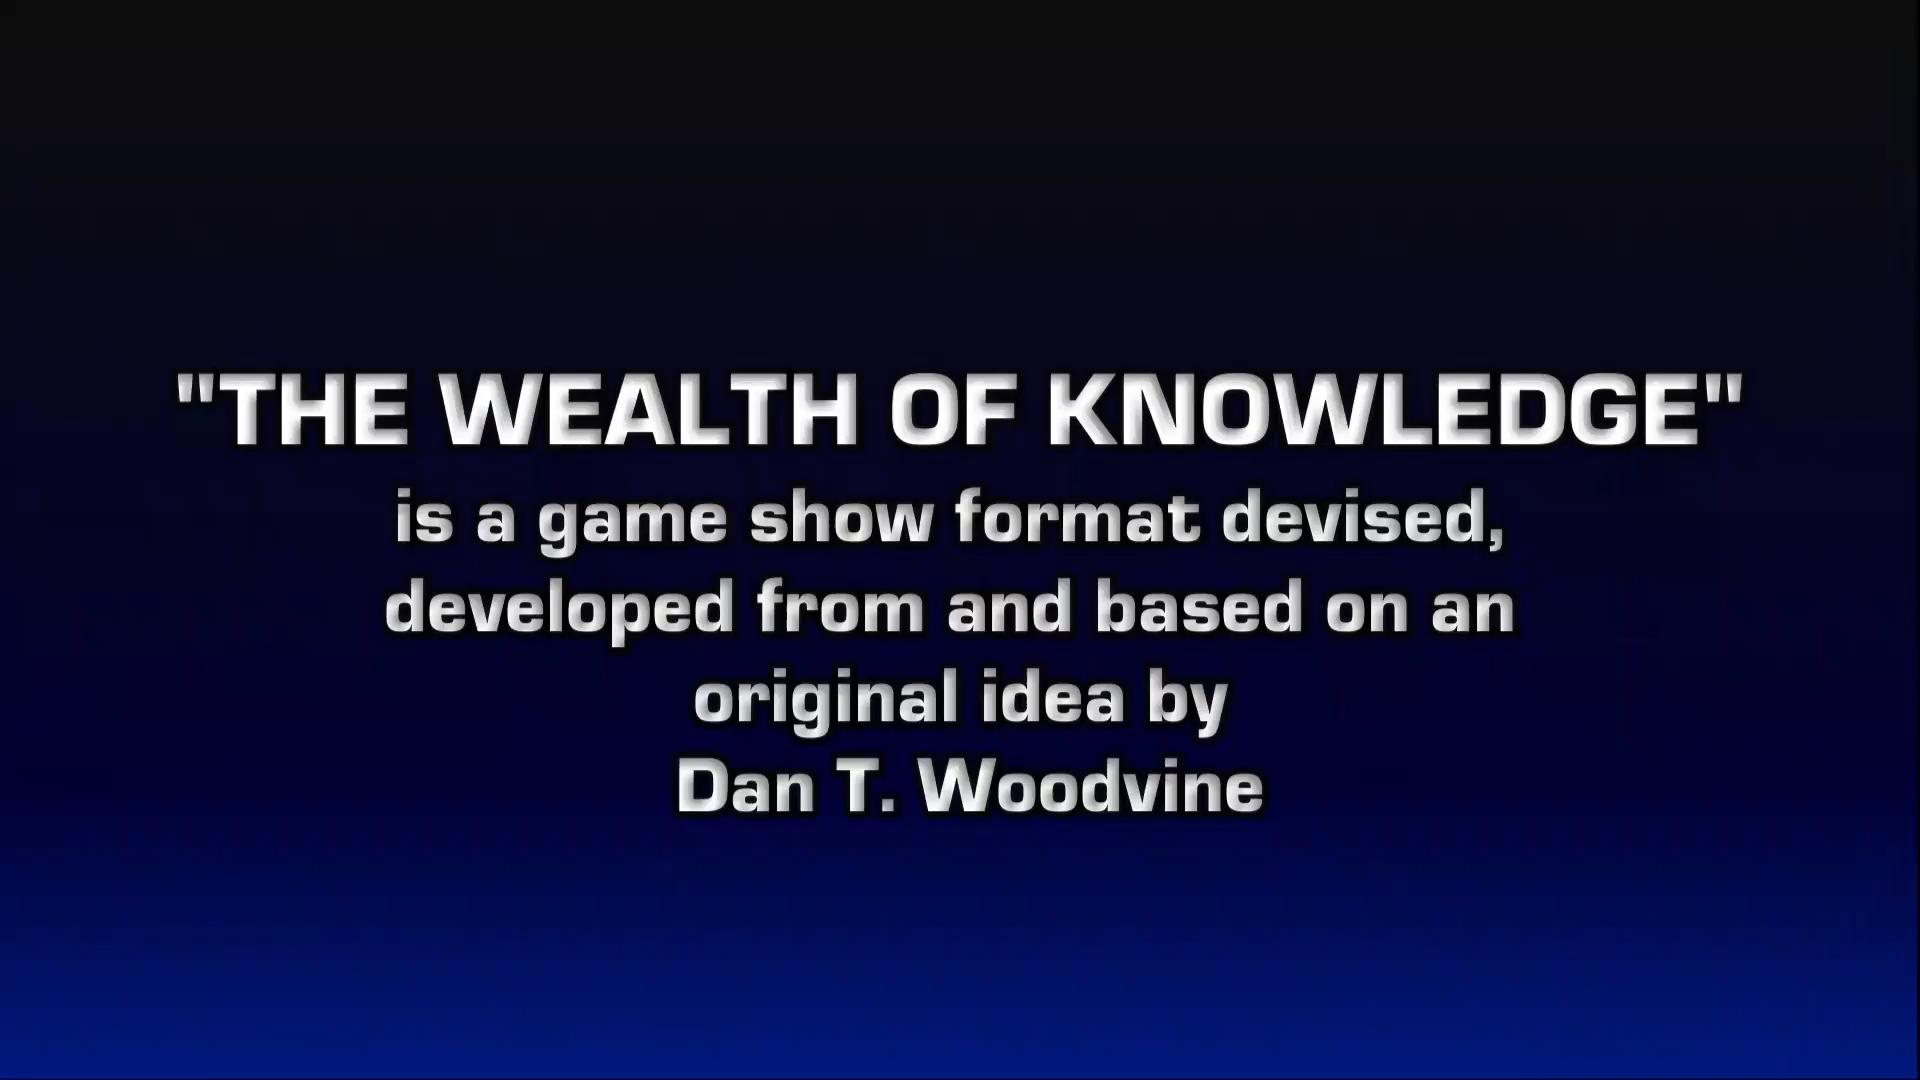 "THE WEALTH OF KNOWLEDGE"
is a game show format devised,
developed from and based on an
original idea by
Dan T. Woodvine